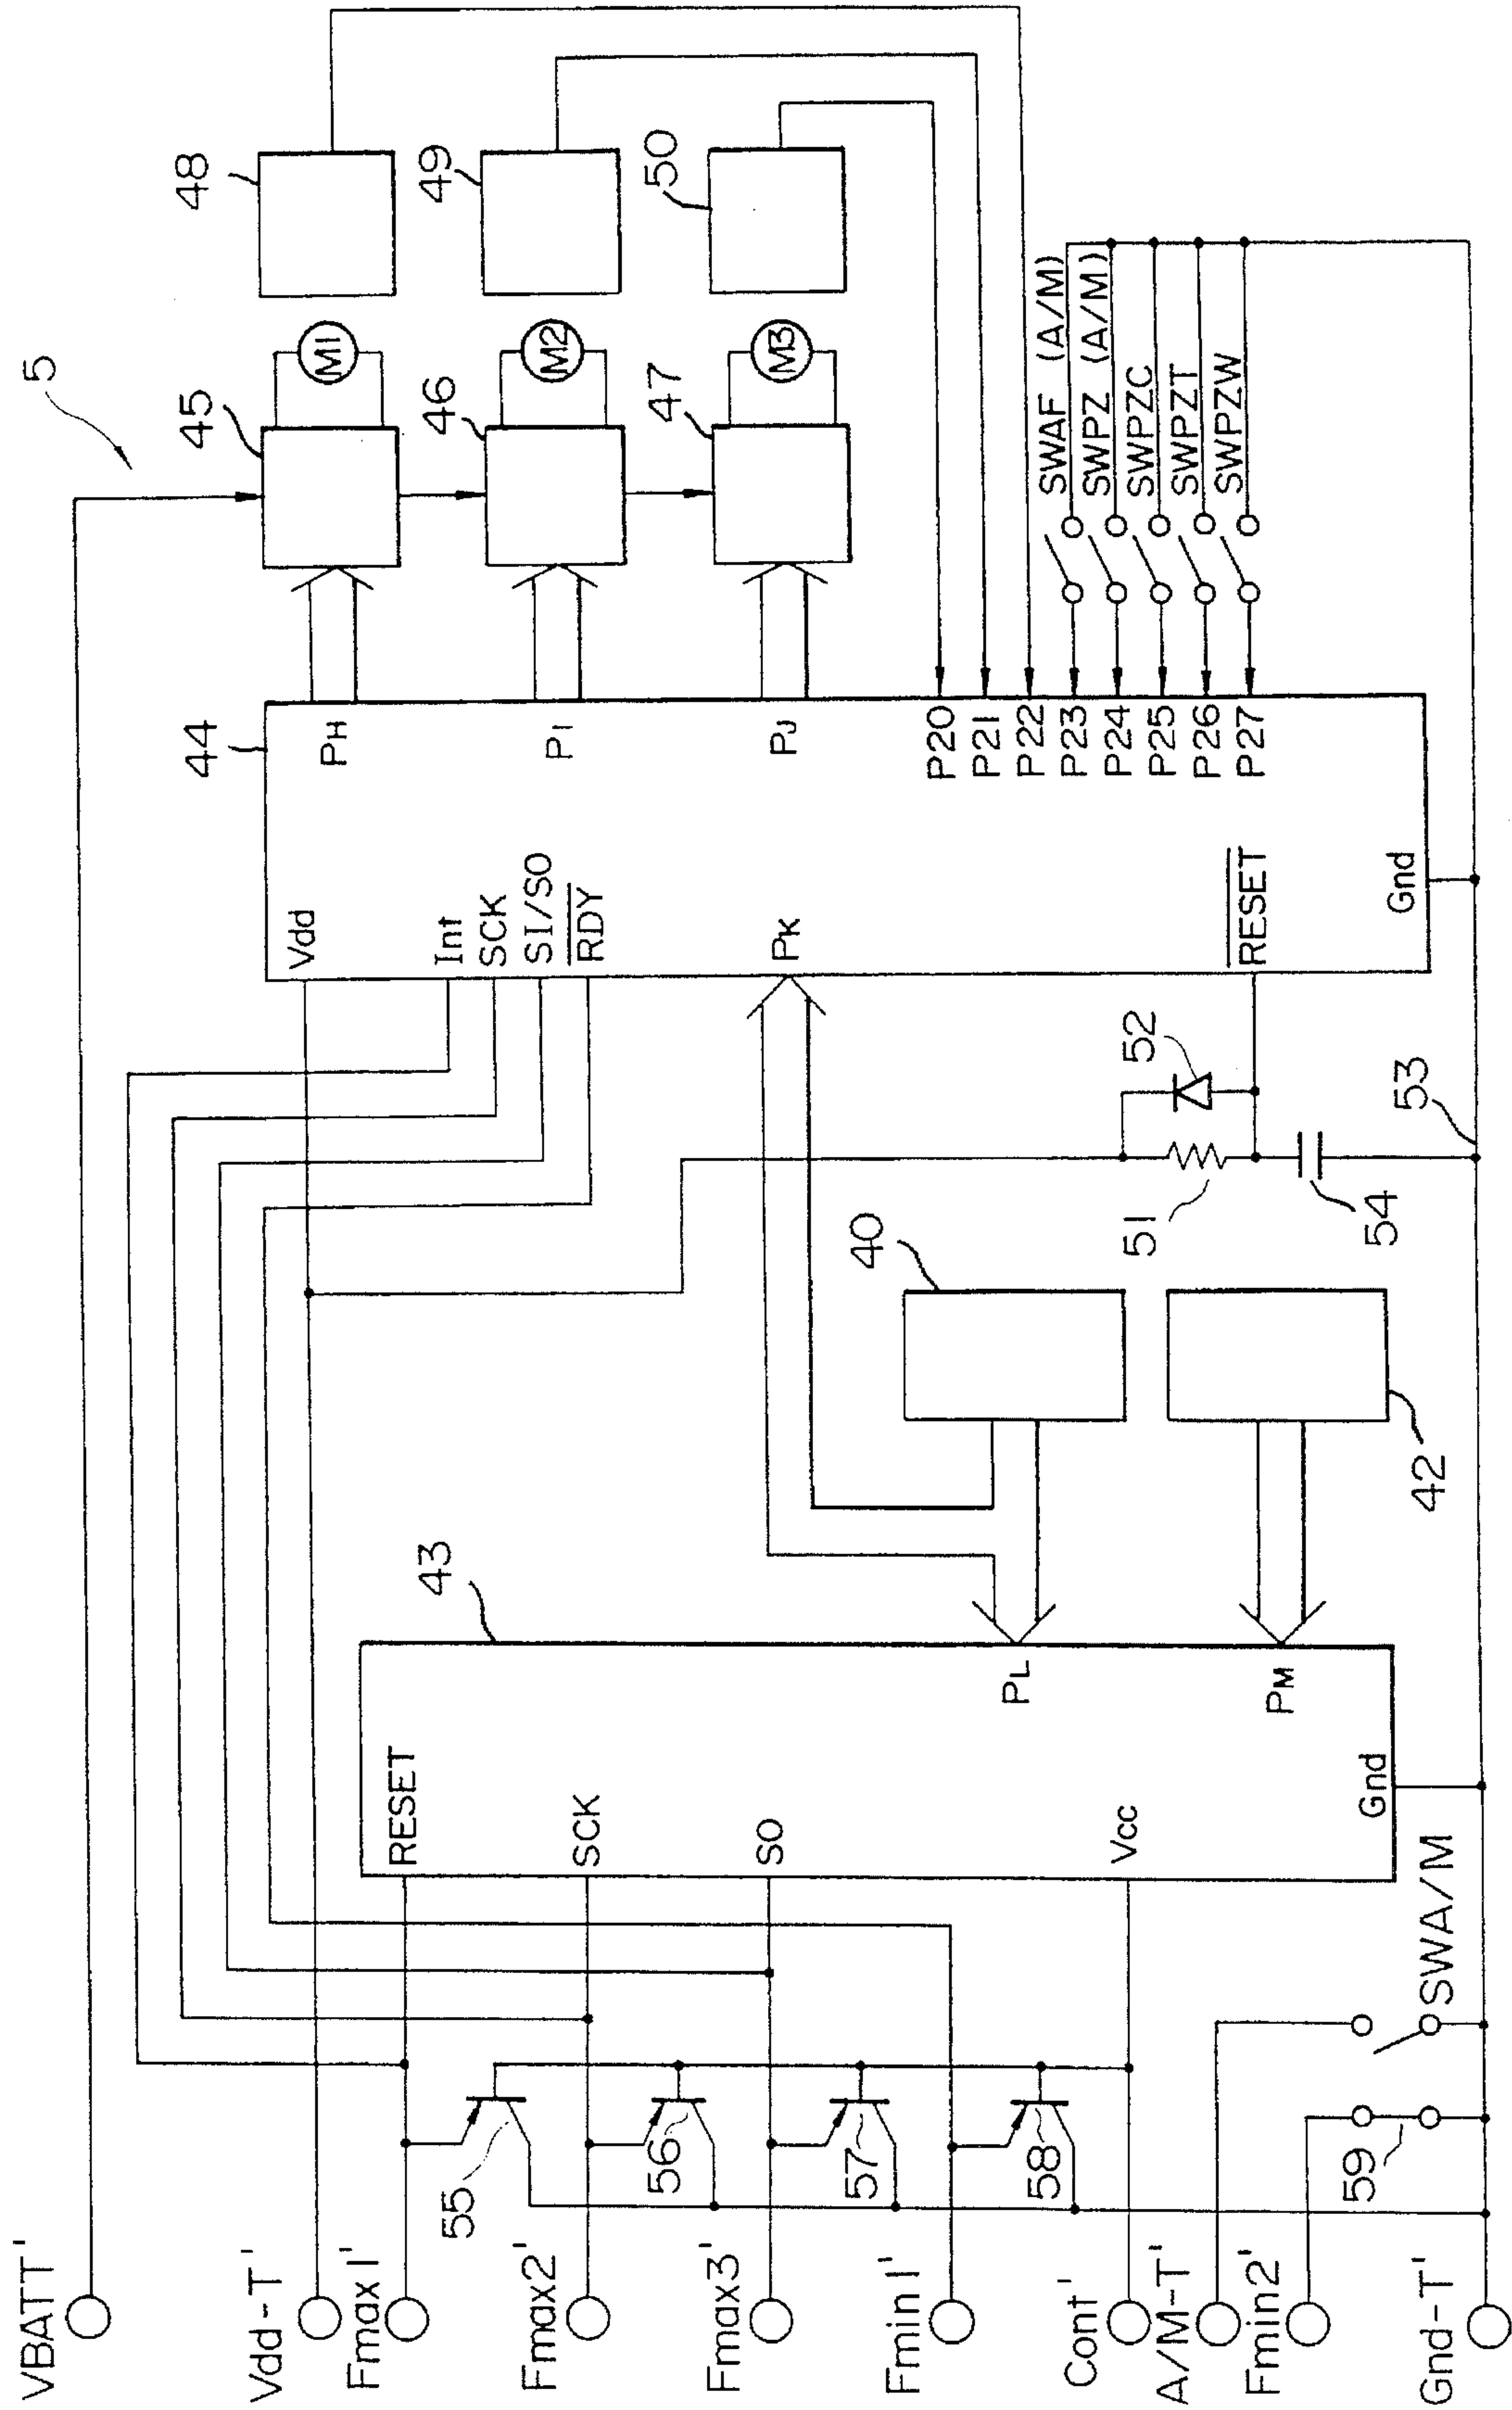 5
VBATT'
Vdd-T'
Fmax1'
Fmax2'
Fmax3'
Fmin1'
Cont'
A/M-T'
Fmin2'
Gnd-T'
55
56
57
58
59
SWA/M
43
RESET
SCK
SO
Vcc
Gnd
PL
PM
40
42
51
52
53
54
44
Vdd
Int
SCK
SI/SO
RDY
PK
RESET
Gnd
PH
PI
PJ
P20
P21
P22
P23
P24
P25
P26
P27
45
46
47
M1
M2
M3
48
49
50
SWAF (A/M)
SWPZ (A/M)
SWPZC
SWPZT
SWPZW